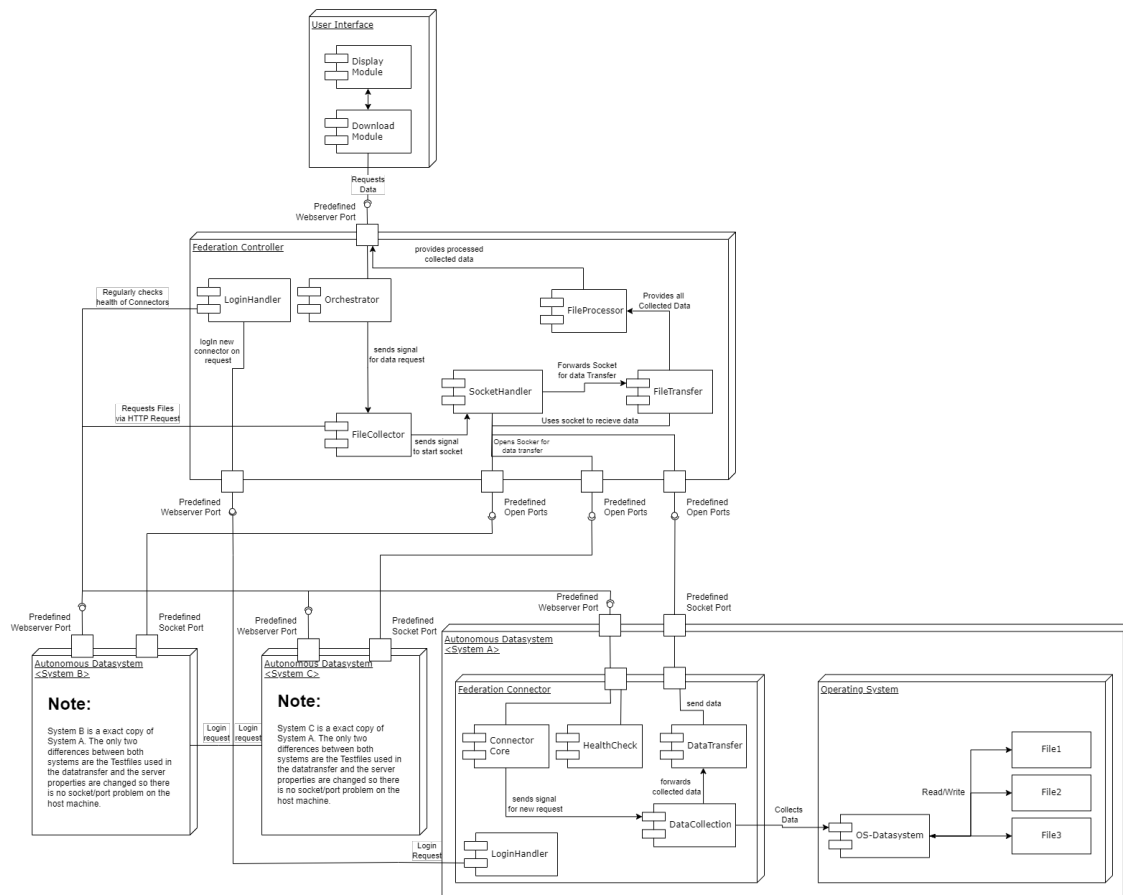 User Interface
Display
Module
Download
Module
Requests
Data
Predefined
Webserver Port
Federation Controller
provides processed
collected data
Regularly checks
health of Connectors
LoginHandler
Orchestrator
FileProcessor
Provides all
Collected Data
logIn new
connector on
request
sends signal
for data request
Forwards Socket
for data Transfer
SocketHandler
FileTransfer
Requests Files
via HTTP Request
FileCollector
sends signal
to start socket
Uses socket to recieve data
Opens Socker for
data transfer
Predefined
Webserver Port
Predefined
Open Ports
Predefined
Open Ports
Predefined
Open Ports
Predefined
Webserver Port
Predefined
Socket Port
Predefined
Webserver Port
Predefined
Socket Port
Predefined
Webserver Port
Predefined
Socket Port
Autonomous Datasystem
<System B>
Note:
System B is a exact copy of
System A. The only two
differences between both
systems are the Testfiles used
in the datatransfer and the server
properties are changed so there
is no socket/port problem on the
host machine.
Login
request
Login
request
Autonomous Datasystem
<System C>
Note:
System C is a exact copy of
System A. The only two
differences between both
systems are the Testfiles used in
the datatransfer and the server
properties are changed so there
is no socket/port problem on the
host machine.
Autonomous Datasystem
<System A>
Federation Connector
send data
Connector
Core
HealthCheck
DataTransfer
sends signal
for new request
forwards
collected data
DataCollection
Collects
Data
Login
Request
LoginHandler
Operating System
File1
Read/Write
File2
OS-Datasystem
File3